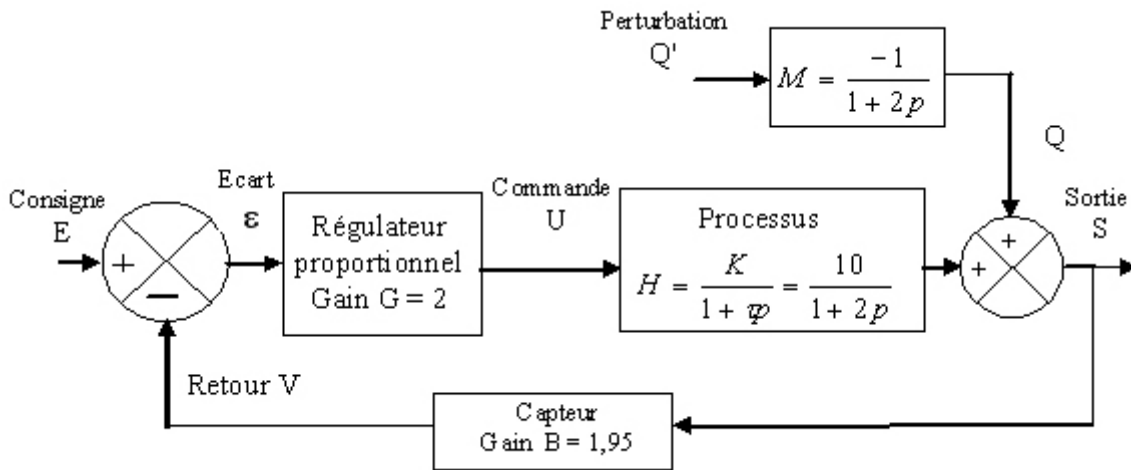 Perturbation
Q'
M = -1 / (1 + 2p)
Q
Consigne
E
+
−
Ecart
ε
Régulateur
proportionnel
Gain G = 2
Commande
U
Processus
H = K / (1 + τp) = 10 / (1 + 2p)
+
+
Sortie
S
Retour V
Capteur
Gain B = 1,95